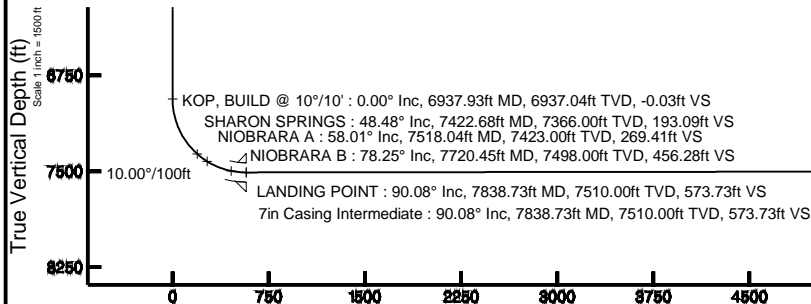 True Vertical Depth (ft)
Scale 1 inch = 1500 ft
6750
7500
8250
KOP, BUILD @ 10°/10' : 0.00° Inc, 6937.93ft MD, 6937.04ft TVD, -0.03ft VS
SHARON SPRINGS : 48.48° Inc, 7422.68ft MD, 7366.00ft TVD, 193.09ft VS
NIOBRARA A : 58.01° Inc, 7518.04ft MD, 7423.00ft TVD, 269.41ft VS
NIOBRARA B : 78.25° Inc, 7720.45ft MD, 7498.00ft TVD, 456.28ft VS
10.00°/100ft
LANDING POINT : 90.08° Inc, 7838.73ft MD, 7510.00ft TVD, 573.73ft VS
7in Casing Intermediate : 90.08° Inc, 7838.73ft MD, 7510.00ft TVD, 573.73ft VS
0 750 1500 2250 3000 3750 4500